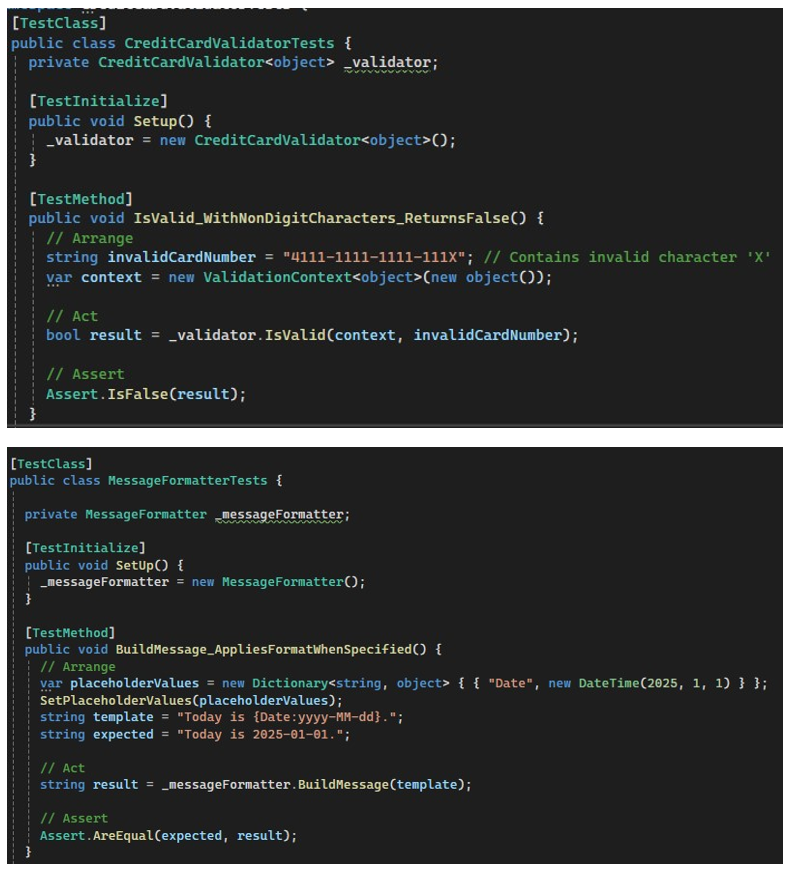 [TestClass]
public class CreditCardValidatorTests {
private CreditCardValidator<object> _validator;
[TestInitialize]
public void Setup() {
_validator = new CreditCardValidator<object>();
}
[TestMethod]
public void IsValid_WithNonDigitCharacters_ReturnsFalse() {
// Arrange
string invalidCardNumber = "4111-1111-1111-111X"; // Contains invalid character 'X'
var context = new ValidationContext<object>(new object());
// Act
bool result = _validator.IsValid(context, invalidCardNumber);
// Assert
Assert.IsFalse(result);
}
[TestClass]
public class MessageFormatterTests {
private MessageFormatter _messageFormatter;
[TestInitialize]
public void SetUp() {
_messageFormatter = new MessageFormatter();
}
[TestMethod]
public void BuildMessage_AppliesFormatWhenSpecified() {
// Arrange
var placeholderValues = new Dictionary<string, object> { { "Date", new DateTime(2025, 1, 1) } };
SetPlaceholderValues(placeholderValues);
string template = "Today is {Date:yyyy-MM-dd}.";
string expected = "Today is 2025-01-01.";
// Act
string result = _messageFormatter.BuildMessage(template);
// Assert
Assert.AreEqual(expected, result);
}